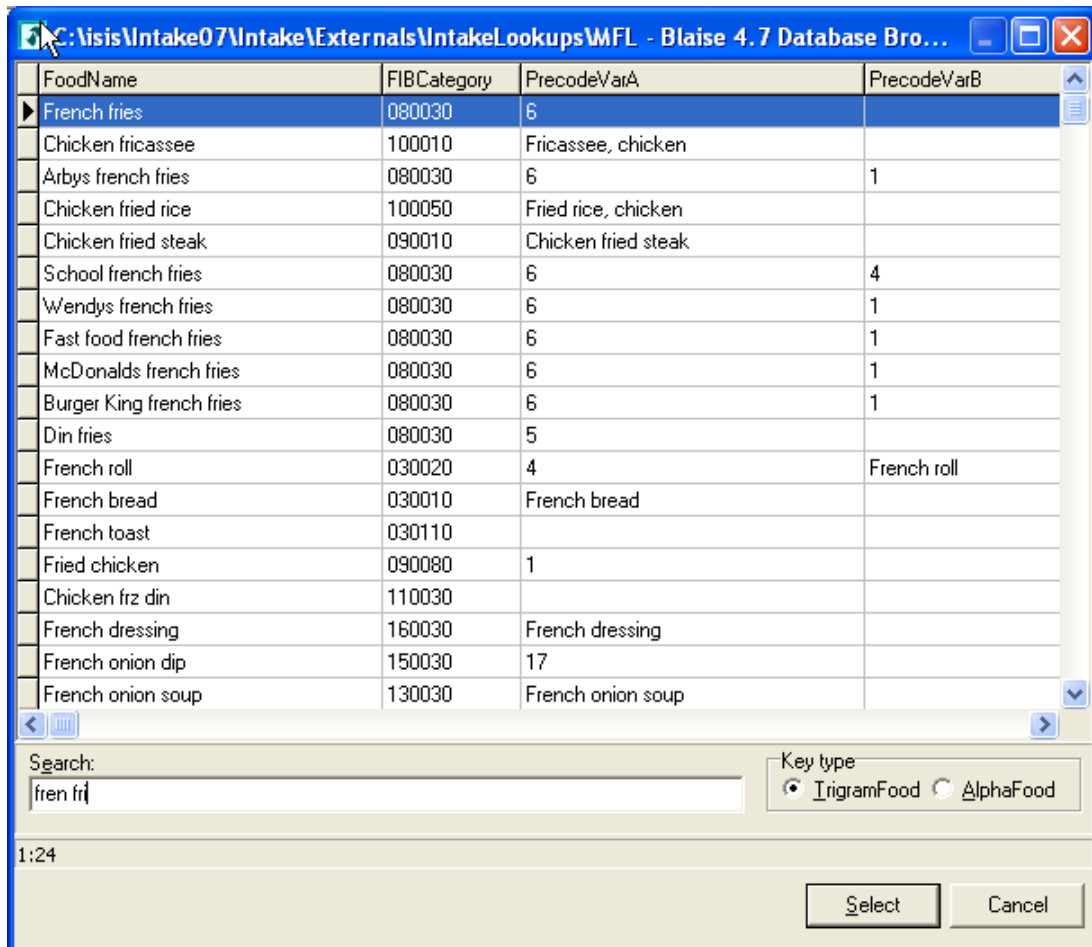 C:\isis\Intake07\Intake\Externals\IntakeLookups\MFL - Blaise 4.7 Database Bro...
FoodName FIBCategory PrecodeVarA PrecodeVarB
French fries 080030 6
Chicken fricassee 100010 Fricassee, chicken
Arbys french fries 080030 6 1
Chicken fried rice 100050 Fried rice, chicken
Chicken fried steak 090010 Chicken fried steak
School french fries 080030 6 4
Wendys french fries 080030 6 1
Fast food french fries 080030 6 1
McDonalds french fries 080030 6 1
Burger King french fries 080030 6 1
Din fries 080030 5
French roll 030020 4 French roll
French bread 030010 French bread
French toast 030110
Fried chicken 090080 1
Chicken frz din 110030
French dressing 160030 French dressing
French onion dip 150030 17
French onion soup 130030 French onion soup
Search:
Key type
fren fri
TrigramFood AlphaFood
1:24
Select Cancel